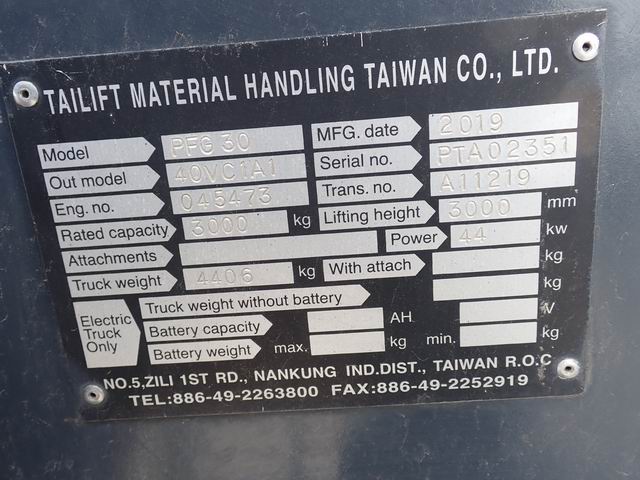 TAILIFT MATERIAL HANDLING TAIWAN CO., LTD.
Model PFG 30 MFG. date 2019
Out model 40VC1A1 Serial no. PTA02351
Eng. no. 045473 Trans. no. A11219
Rated capacity 3000 kg Lifting height 3000 mm
Attachments Power 44 kw
Truck weight 4406 kg With attach kg
Electric Truck Only Truck weight without battery kg
Battery capacity AH V
Battery weight max. kg min. kg
NO.5,ZILI 1ST RD., NANKUNG IND.DIST., TAIWAN R.O.C
TEL:886-49-2263800 FAX:886-49-2252919